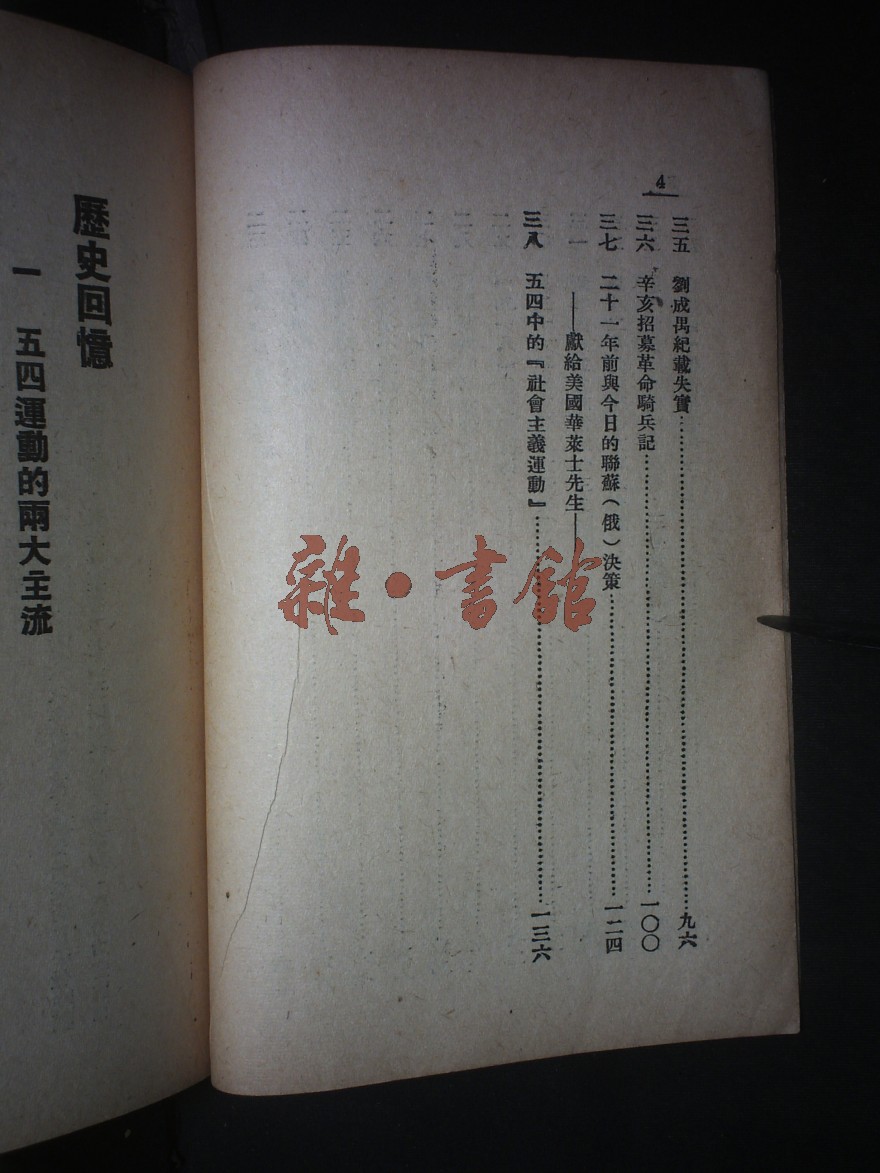 4
三五　劉成禺紀載失實……九六
三六　辛亥招募革命騎兵記……一〇〇
三七　二十一年前與今日的聯蘇（俄）決策……一二四
——獻給美國華萊士先生——
三八　五四中的『社會主義運動』……一三六
歷史回憶
一　五四運動的兩大主流
雜·書館